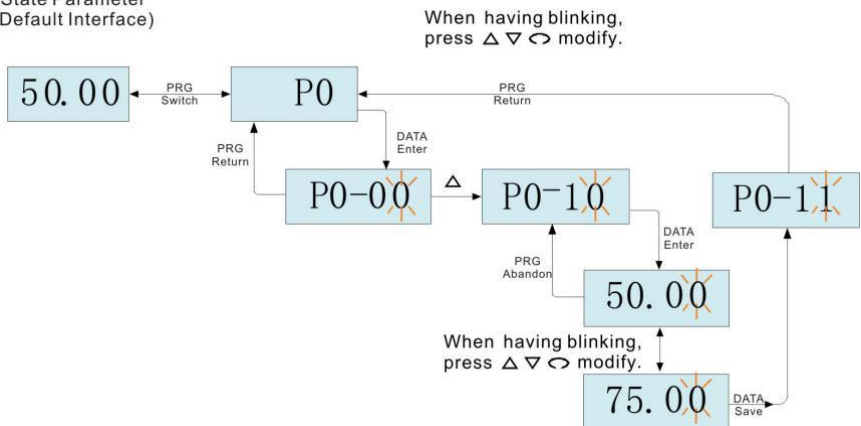 State Parameter
Default Interface)
When having blinking,
press △ ▽ modify.
50.00
PRG
Switch
P0
PRG
Return
DATA
Enter
PRG
Return
P0-00
△
P0-10
P0-11
DATA
Enter
PRG
Abandon
50.00
When having blinking,
press △ ▽ modify.
75.00
DATA
Save